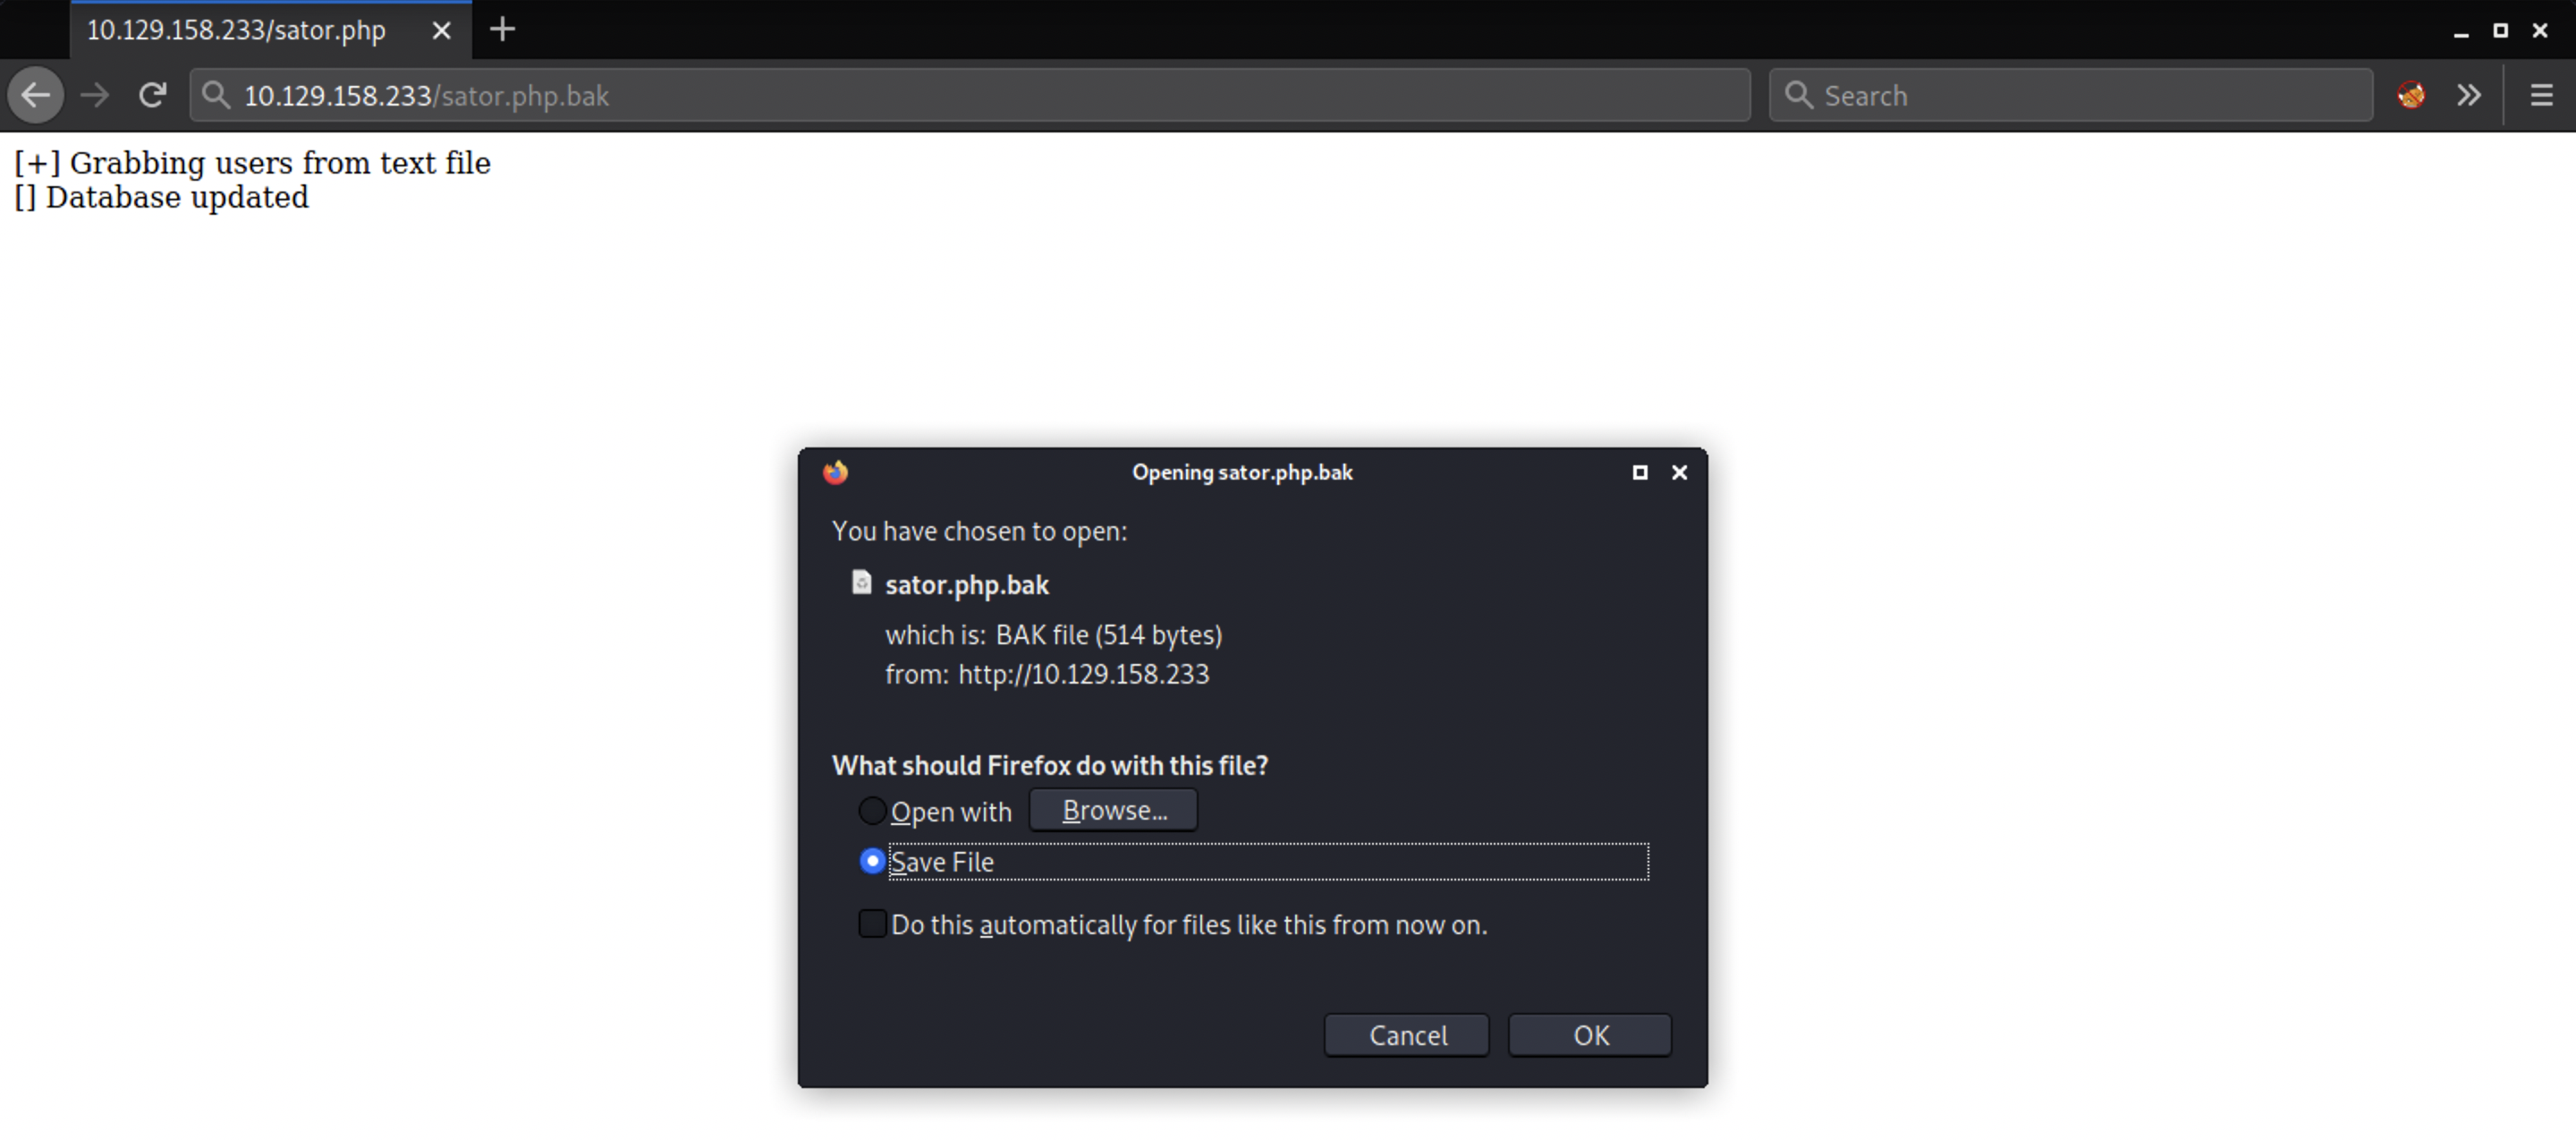 10.129.158.233/sator.php
10.129.158.233/sator.php.bak
Search
[+] Grabbing users from text file
[] Database updated
Opening sator.php.bak
You have chosen to open:
sator.php.bak
which is: BAK file (514 bytes)
from: http://10.129.158.233
What should Firefox do with this file?
Open with Browse...
Save File
Do this automatically for files like this from now on.
Cancel OK